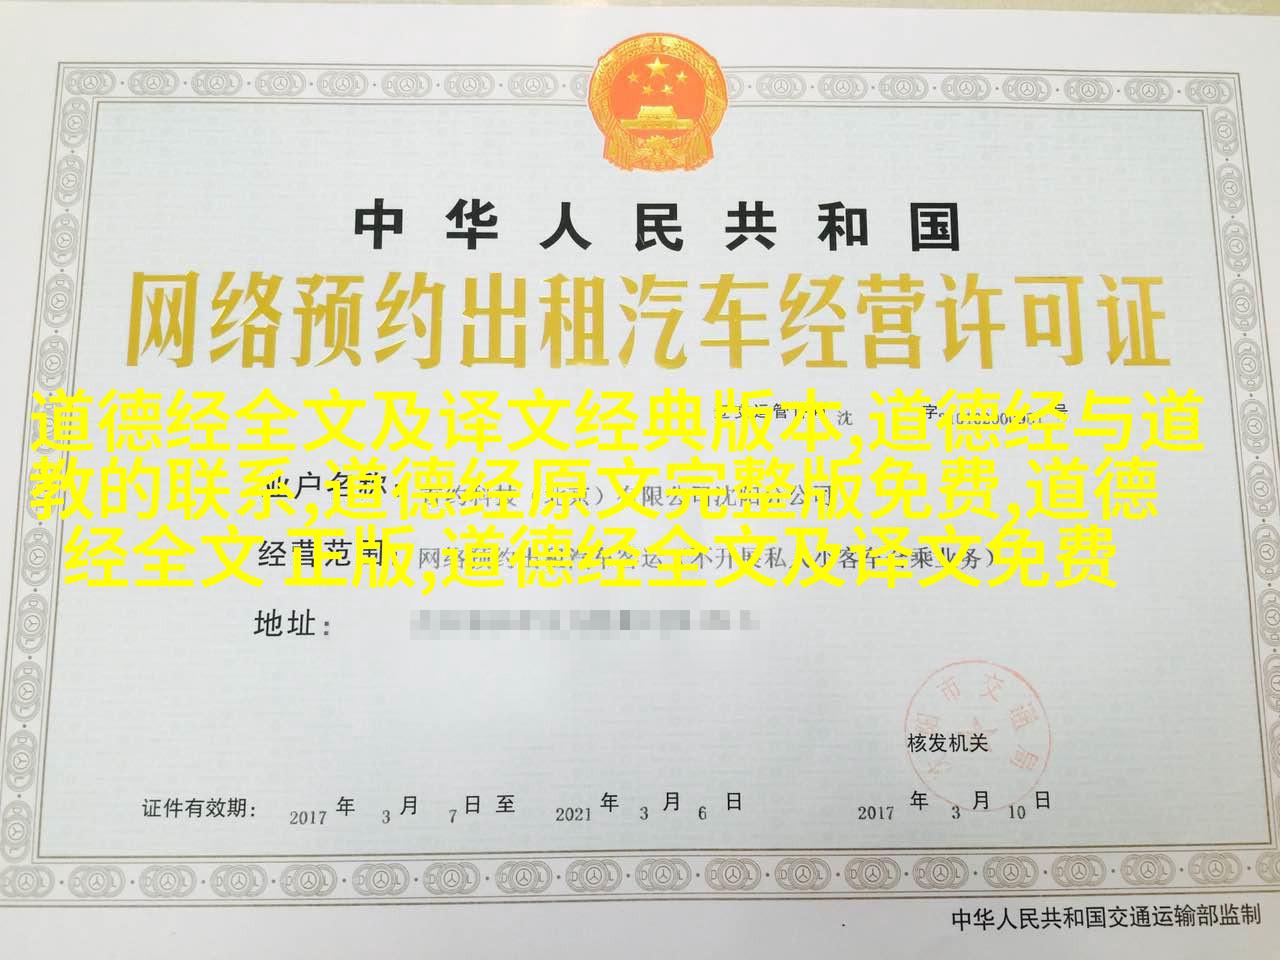 中华人民共和国
网络预约出租汽车经营许可证
道德经全文及译文经典版本,道德经与道
教的联系,道德经原文完整版免费,道德
经全文 正版,道德经全文及译文免费
经营范围
地址:
核发机关
证件有效期: 2017 年 3 月 7 日 至 2021 年 3 月 6 日 2017 年 3 月 10 日
中华人民共和国交通运输部监制